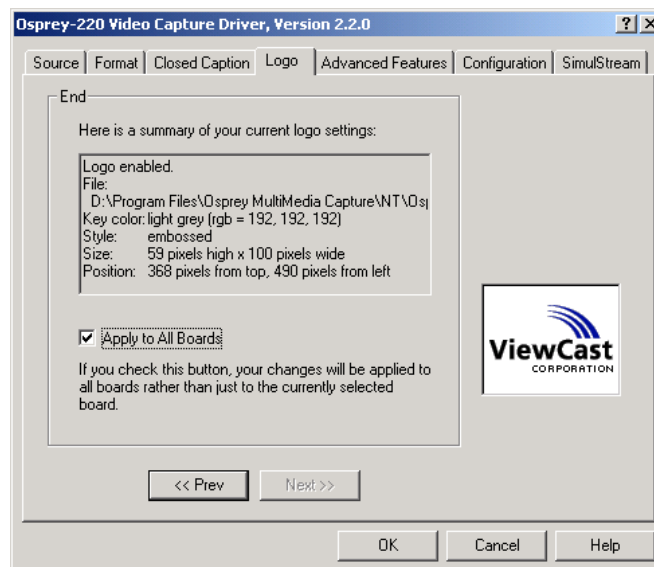 Osprey-220 Video Capture Driver, Version 2.2.0
Source Format Closed Caption Logo Advanced Features Configuration SimulStream
End
Here is a summary of your current logo settings:
Logo enabled.
File:
D:\Program Files\Osprey MultiMedia Capture\NT\Osp
Key color: light grey (rgb = 192, 192, 192)
Style: embossed
Size: 59 pixels high x 100 pixels wide
Position: 368 pixels from top, 490 pixels from left
Apply to All Boards
If you check this button, your changes will be applied to
all boards rather than just to the currently selected
board.
ViewCast
CORPORATION
<< Prev Next >>
OK Cancel Help